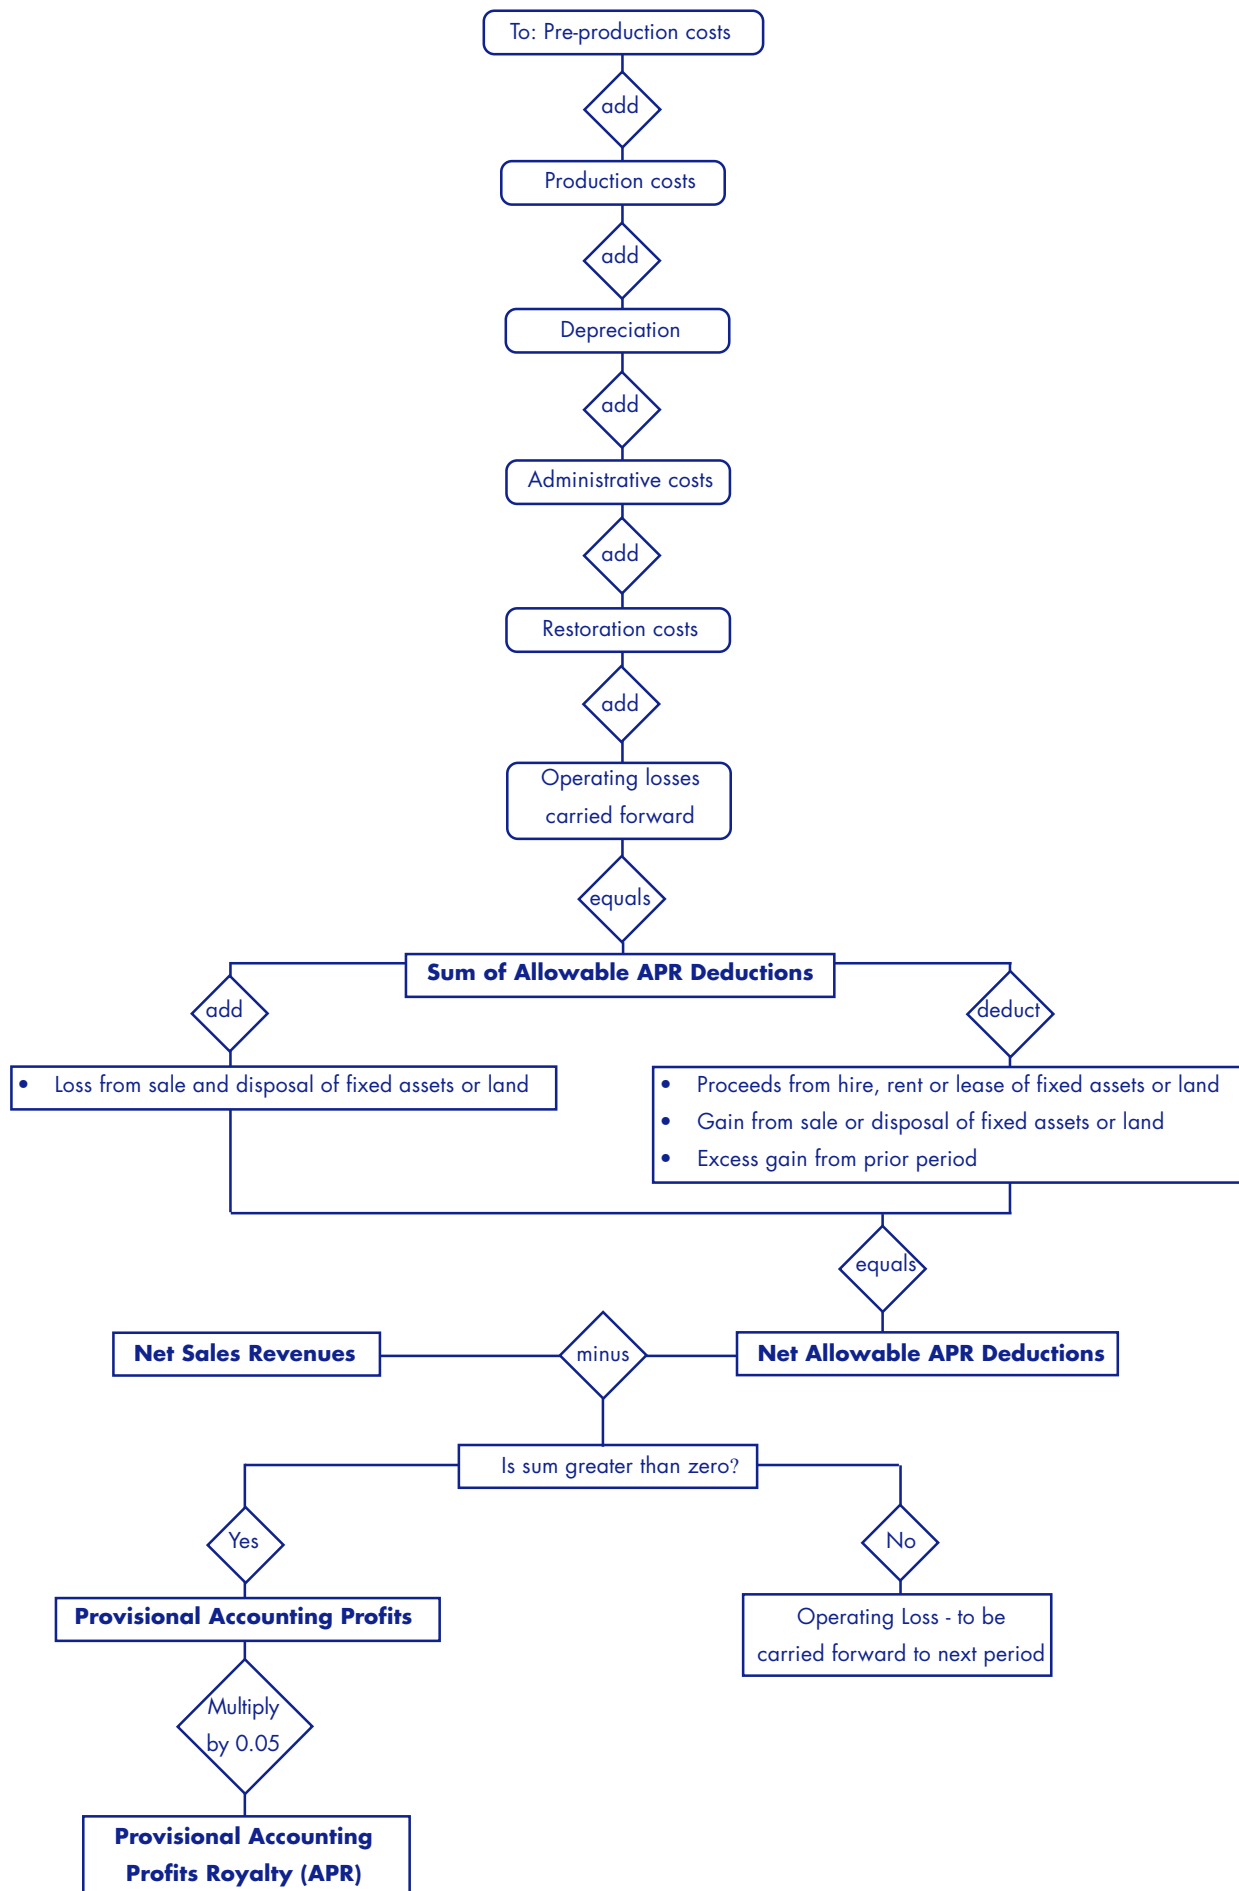 To: Pre-production costs
add
Production costs
add
Depreciation
add
Administrative costs
add
Restoration costs
add
Operating losses
carried forward
equals
Sum of Allowable APR Deductions
add
deduct
• Loss from sale and disposal of fixed assets or land
• Proceeds from hire, rent or lease of fixed assets or land
• Gain from sale or disposal of fixed assets or land
• Excess gain from prior period
equals
Net Sales Revenues
minus
Net Allowable APR Deductions
Is sum greater than zero?
Yes
No
Provisional Accounting Profits
Operating Loss - to be
carried forward to next period
Multiply
by 0.05
Provisional Accounting
Profits Royalty (APR)